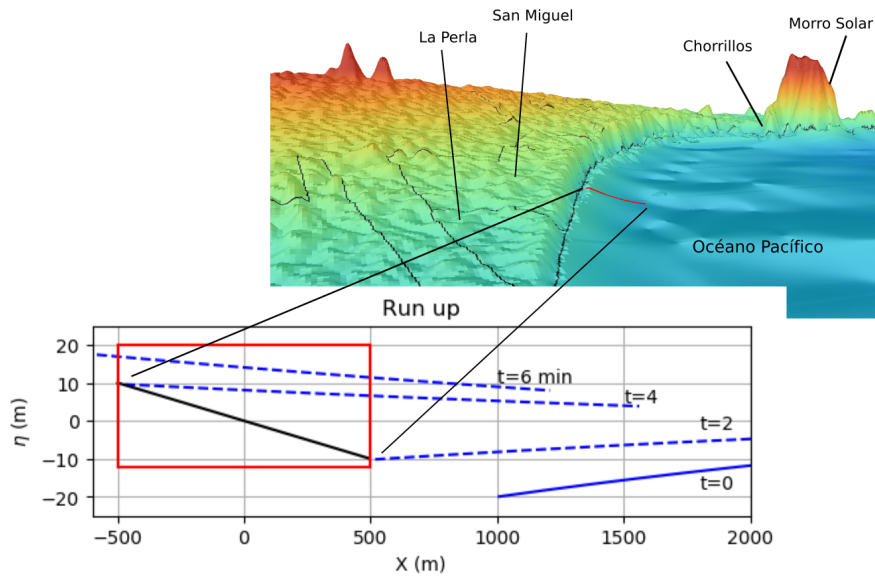 San Miguel
Morro Solar
La Perla
Chorrillos
Océano Pacífico
Run up
20
10
0
−10
−20
η (m)
t=6 min
t=4
t=2
t=0
−500
0
500
1000
1500
2000
X (m)